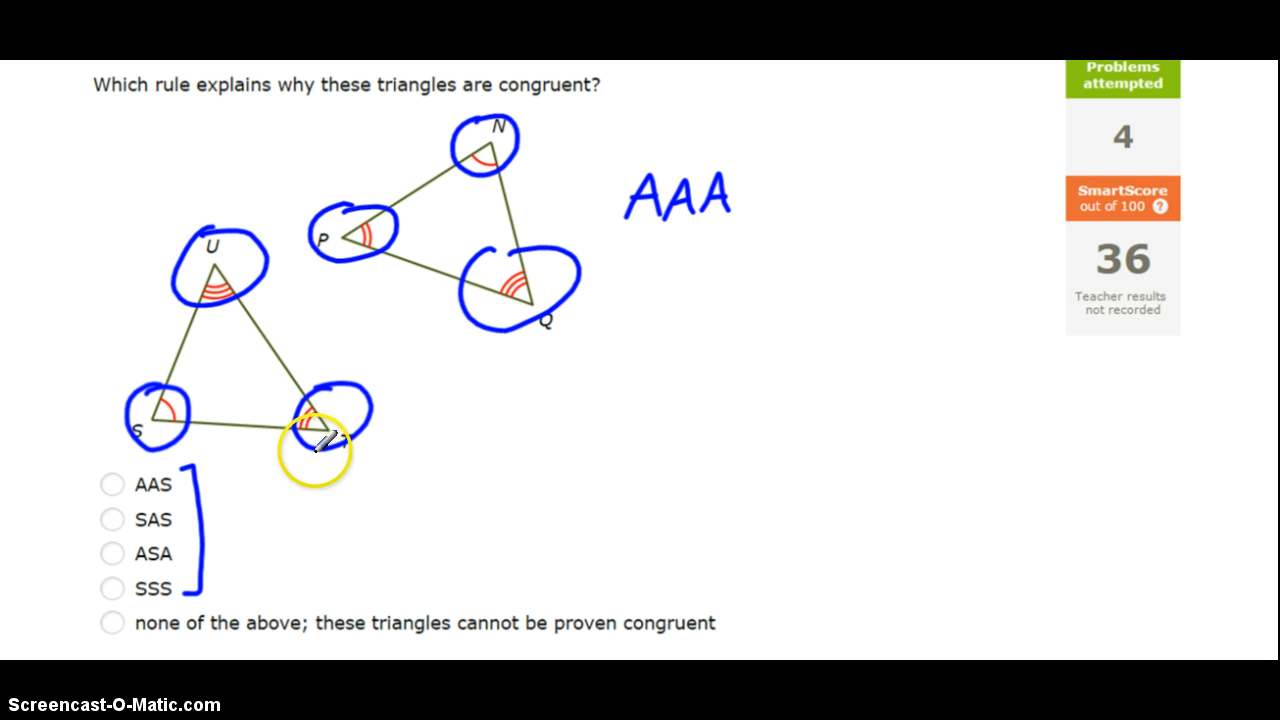 Which rule explains why these triangles are congruent?
Problems
attempted
4
SmartScore
out of 100 ?
36
Teacher results
not recorded
N
AAA
P
U
Q
S
AAS
SAS
ASA
SSS
none of the above; these triangles cannot be proven congruent
Screencast-O-Matic.com